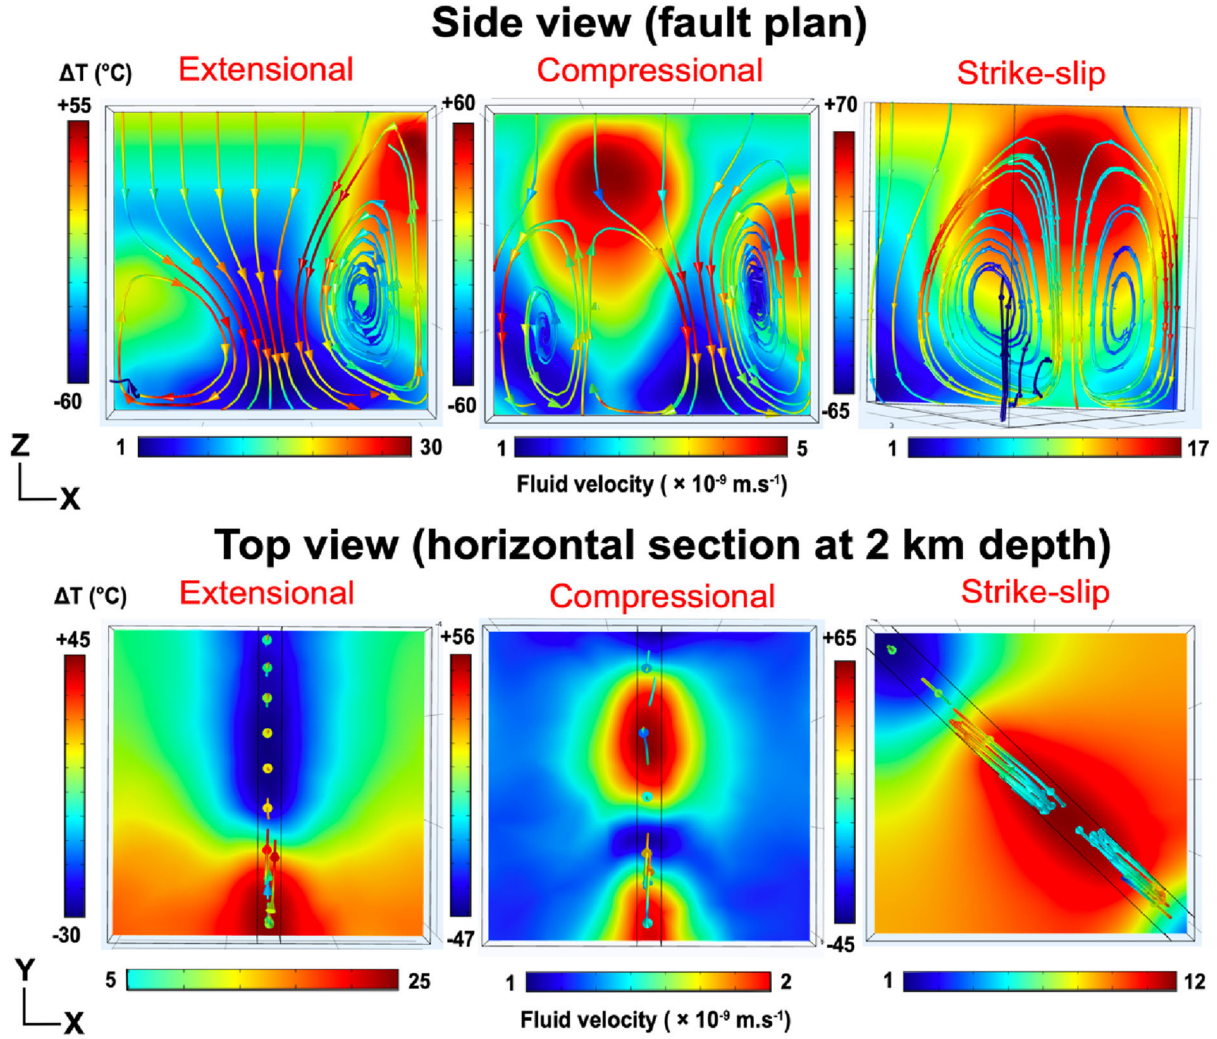 Side view (fault plan)
ΔT (°C)
Extensional
Compressional
Strike-slip
+55
+60
+70
-60
-60
-65
1
30
1
5
1
17
Z
X
Fluid velocity ( × 10⁻⁹ m.s⁻¹)
Top view (horizontal section at 2 km depth)
ΔT (°C)
Extensional
Compressional
Strike-slip
+45
+56
+65
-30
-47
-45
5
25
1
2
1
12
Y
X
Fluid velocity ( × 10⁻⁹ m.s⁻¹)